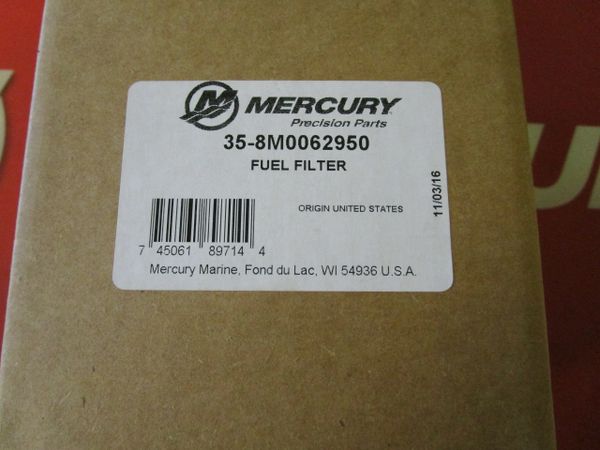 MERCURY
Precision Parts
35-8M0062950
FUEL FILTER
ORIGIN UNITED STATES
11/03/16
7 45061 89714 4
Mercury Marine, Fond du Lac, WI 54936 U.S.A.